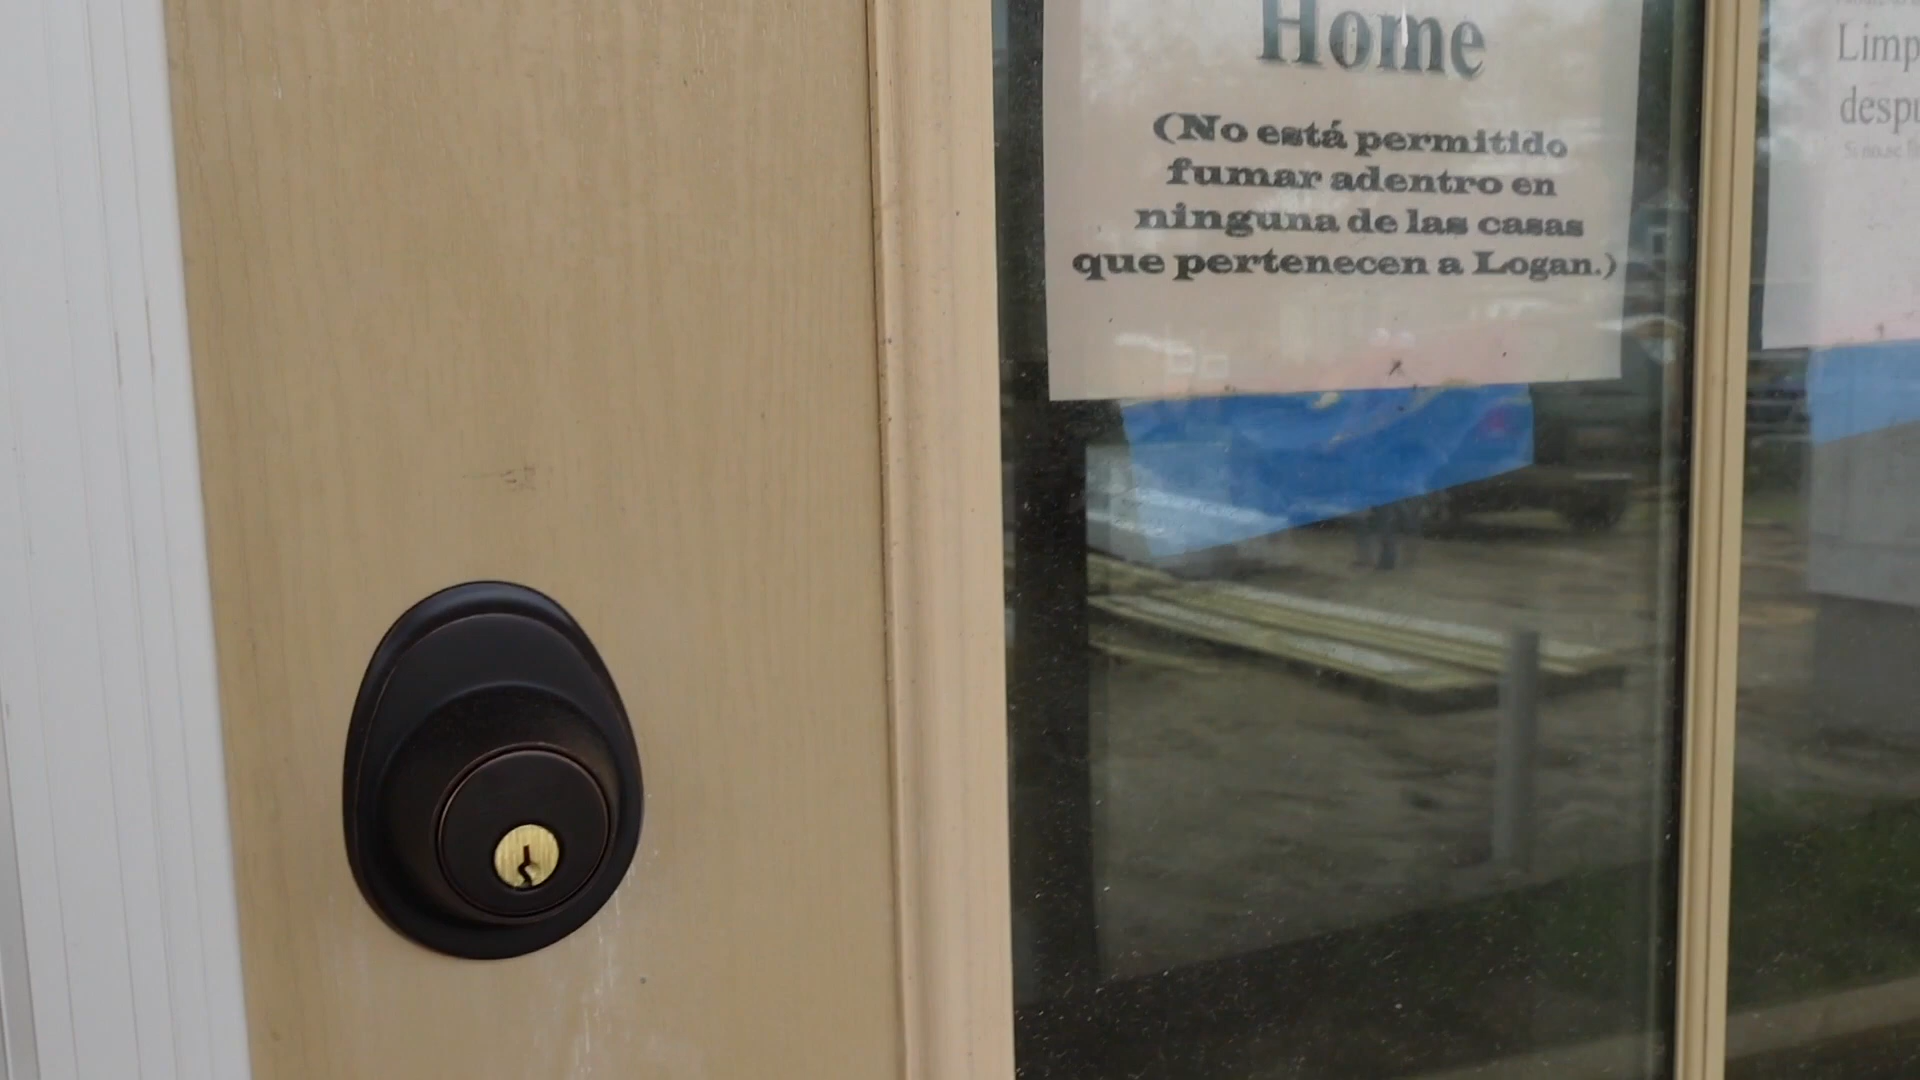 Home
(No está permitido
fumar adentro en
ninguna de las casas
que pertenecen a Logan.)
Limp
despu